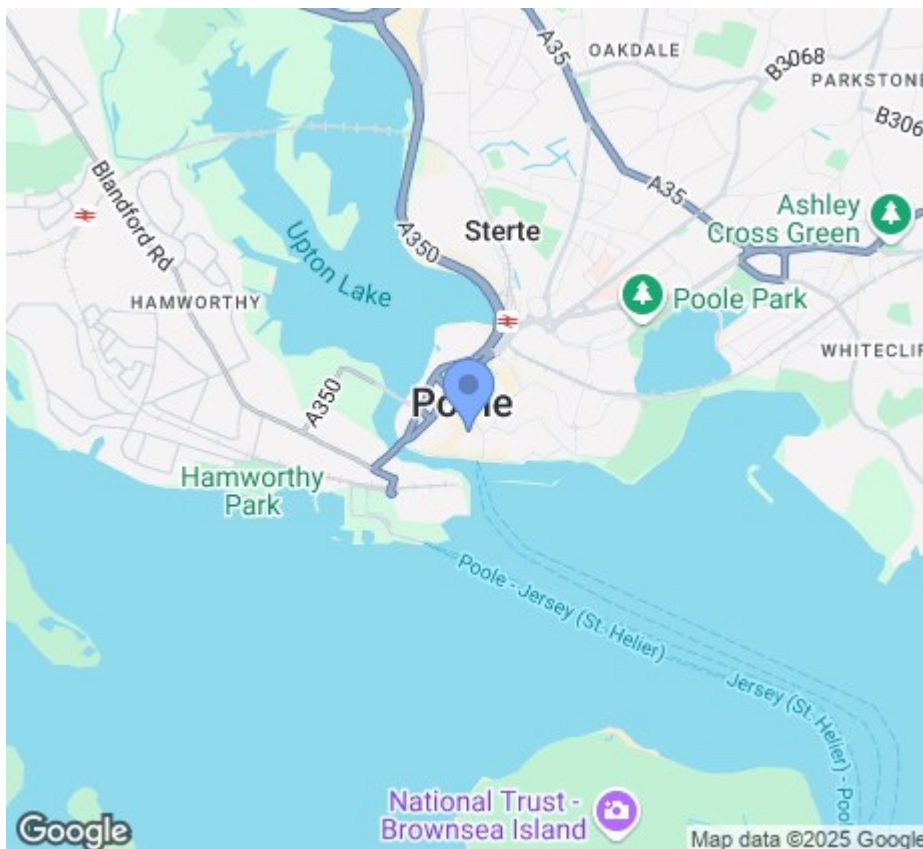 A35
OAKDALE
B3068
PARKSTONE
B306
A35
Blandford Rd
Ashley
Cross Green
A350
Sterte
Upton Lake
Poole Park
HAMWORTHY
WHITECLIF
A350
Poole
Hamworthy
Park
Poole - Jersey (St. Helier)
Jersey (St. Helier) - Pool
National Trust -
Brownsea Island
Google
Map data ©2025 Google